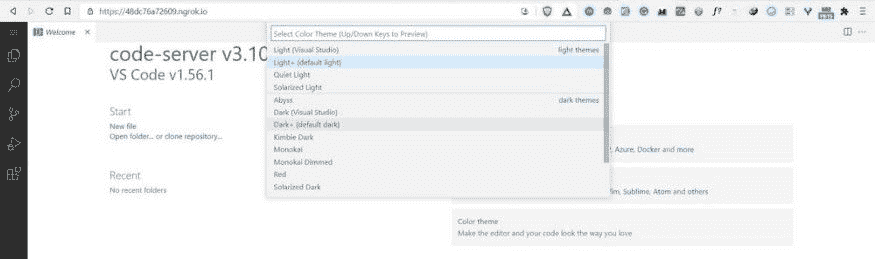 https://48dc76a72609.ngrok.io
Welcome
Select Color Theme (Up/Down Keys to Preview)
Light (Visual Studio) light themes
Light+ (default light)
Quiet Light
Solarized Light
Abyss dark themes
Dark (Visual Studio)
Dark+ (default dark)
Kimbie Dark
Monokai
Monokai Dimmed
Red
Solarized Dark
code-server v3.10
VS Code v1.56.1
Start
New file
Open folder... or clone repository...
Recent
No recent folders
, Azure, Docker and more
im, Sublime, Atom and others
Color theme
Make the editor and your code look the way you love